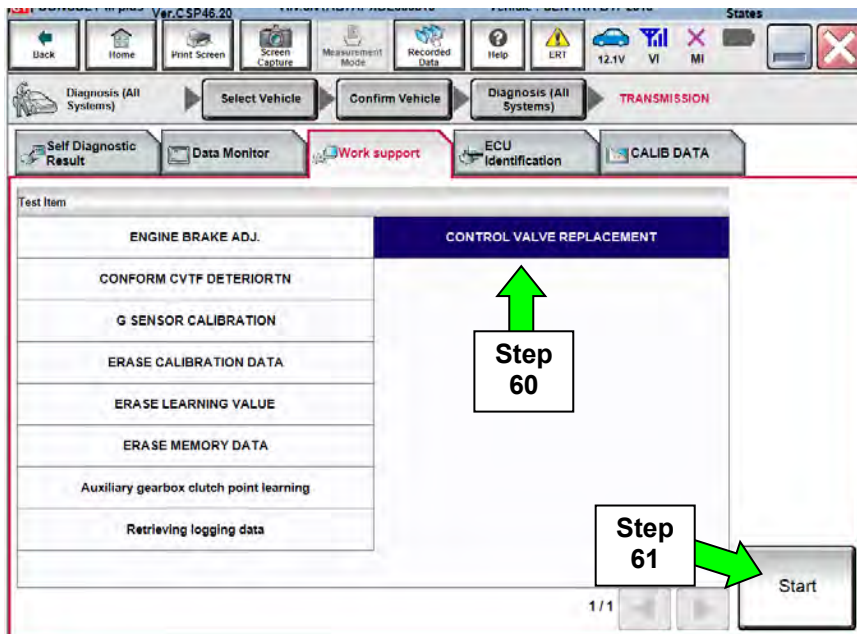 Ver.CSP46.20
States
Back
Home
Print Screen
Screen
Capture
Measurement
Mode
Recorded
Data
Help
ERT
12.1V
VI
MI
Diagnosis (All
Systems)
Select Vehicle
Confirm Vehicle
Diagnosis (All
Systems)
TRANSMISSION
Self Diagnostic
Result
Data Monitor
Work support
ECU
Identification
CALIB DATA
Test Item
ENGINE BRAKE ADJ.
CONTROL VALVE REPLACEMENT
CONFORM CVTF DETERIORTN
G SENSOR CALIBRATION
ERASE CALIBRATION DATA
ERASE LEARNING VALUE
ERASE MEMORY DATA
Auxiliary gearbox clutch point learning
Retrieving logging data
Step
60
Step
61
Start
1/1